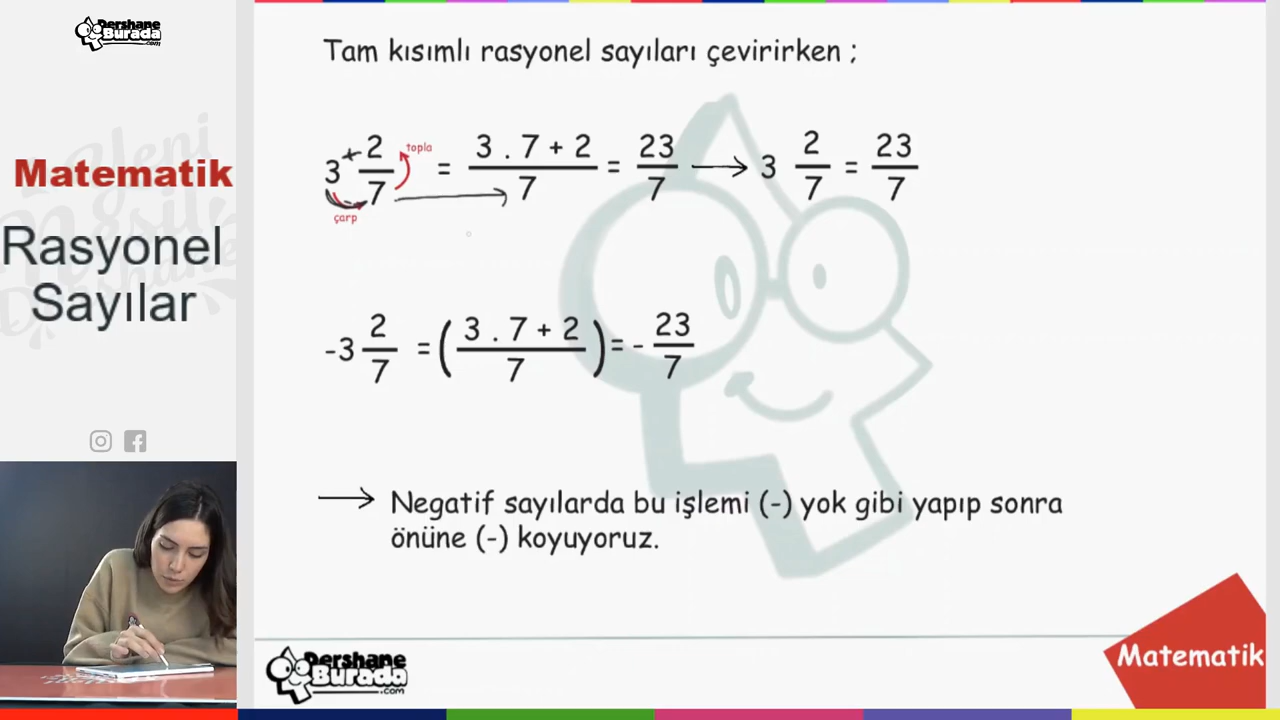 Dershane
Burada
.com
Matematik
Rasyonel
Sayılar
Tam kısımlı rasyonel sayıları çevirirken ;
3 + 2/7 = (3 . 7 + 2)/7 = 23/7 → 3 2/7 = 23/7
topla
çarp
-3 2/7 = ( (3 . 7 + 2)/7 ) = - 23/7
→ Negatif sayılarda bu işlemi (-) yok gibi yapıp sonra
önüne (-) koyuyoruz.
Dershane
Burada
.com
Matematik